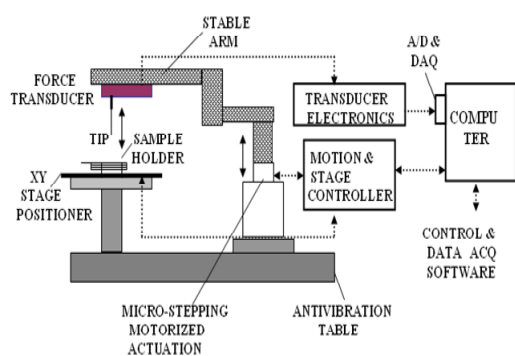 STABLE
ARM
A/D &
DAQ
FORCE
TRANSDUCER
TRANSDUCER
ELECTRONICS
COMPU
TER
TIP
SAMPLE
HOLDER
MOTION &
STAGE
CONTROLLER
XY
STAGE
POSITIONER
CONTROL &
DATA ACQ
SOFTWARE
MICRO-STEPPING
MOTORIZED
ACTUATION
ANTIVIBRATION
TABLE